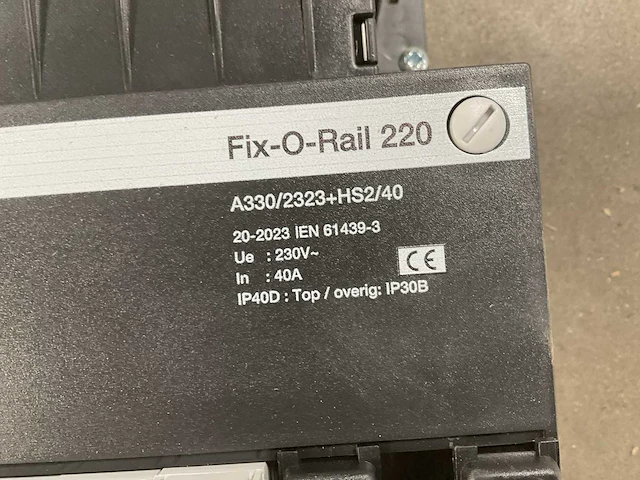 Fix-O-Rail 220
A330/2323+HS2/40
20-2023 IEN 61439-3
Ue : 230V~
CE
In : 40A
IP40D : Top / overig: IP30B